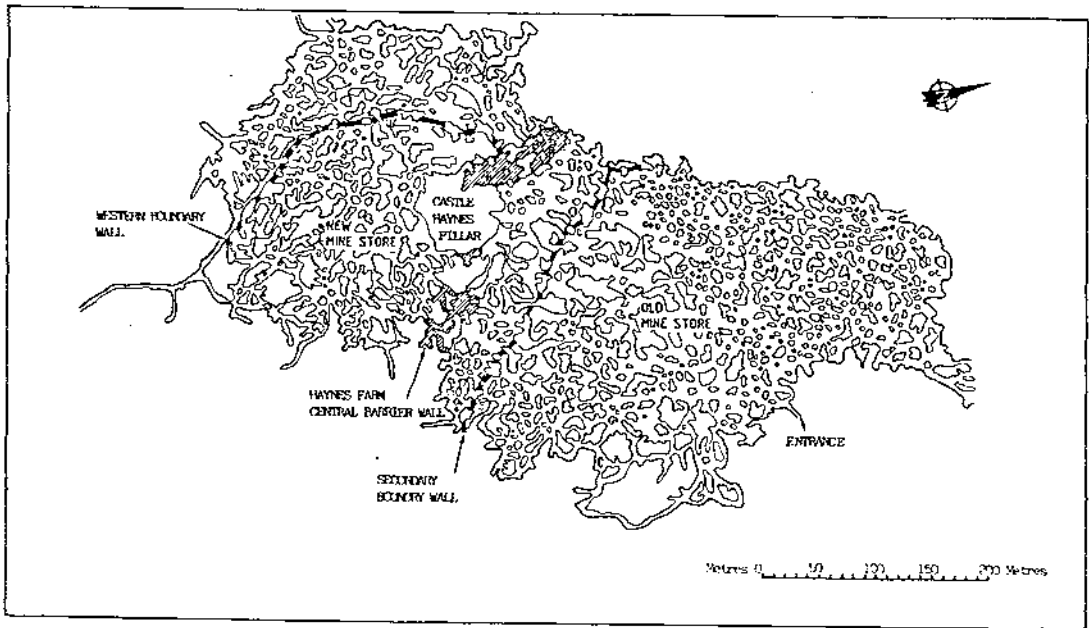 WESTERN BOUNDARY
WALL
NEW
MINE STORE
CASTLE
HAYNES
PILLAR
OLD
MINE STORE
HAYNES FARM
CENTRAL BARRIER WALL
SECONDARY
BOUNDRY WALL
ENTRANCE
Metres 0 50 100 150 200 Metres